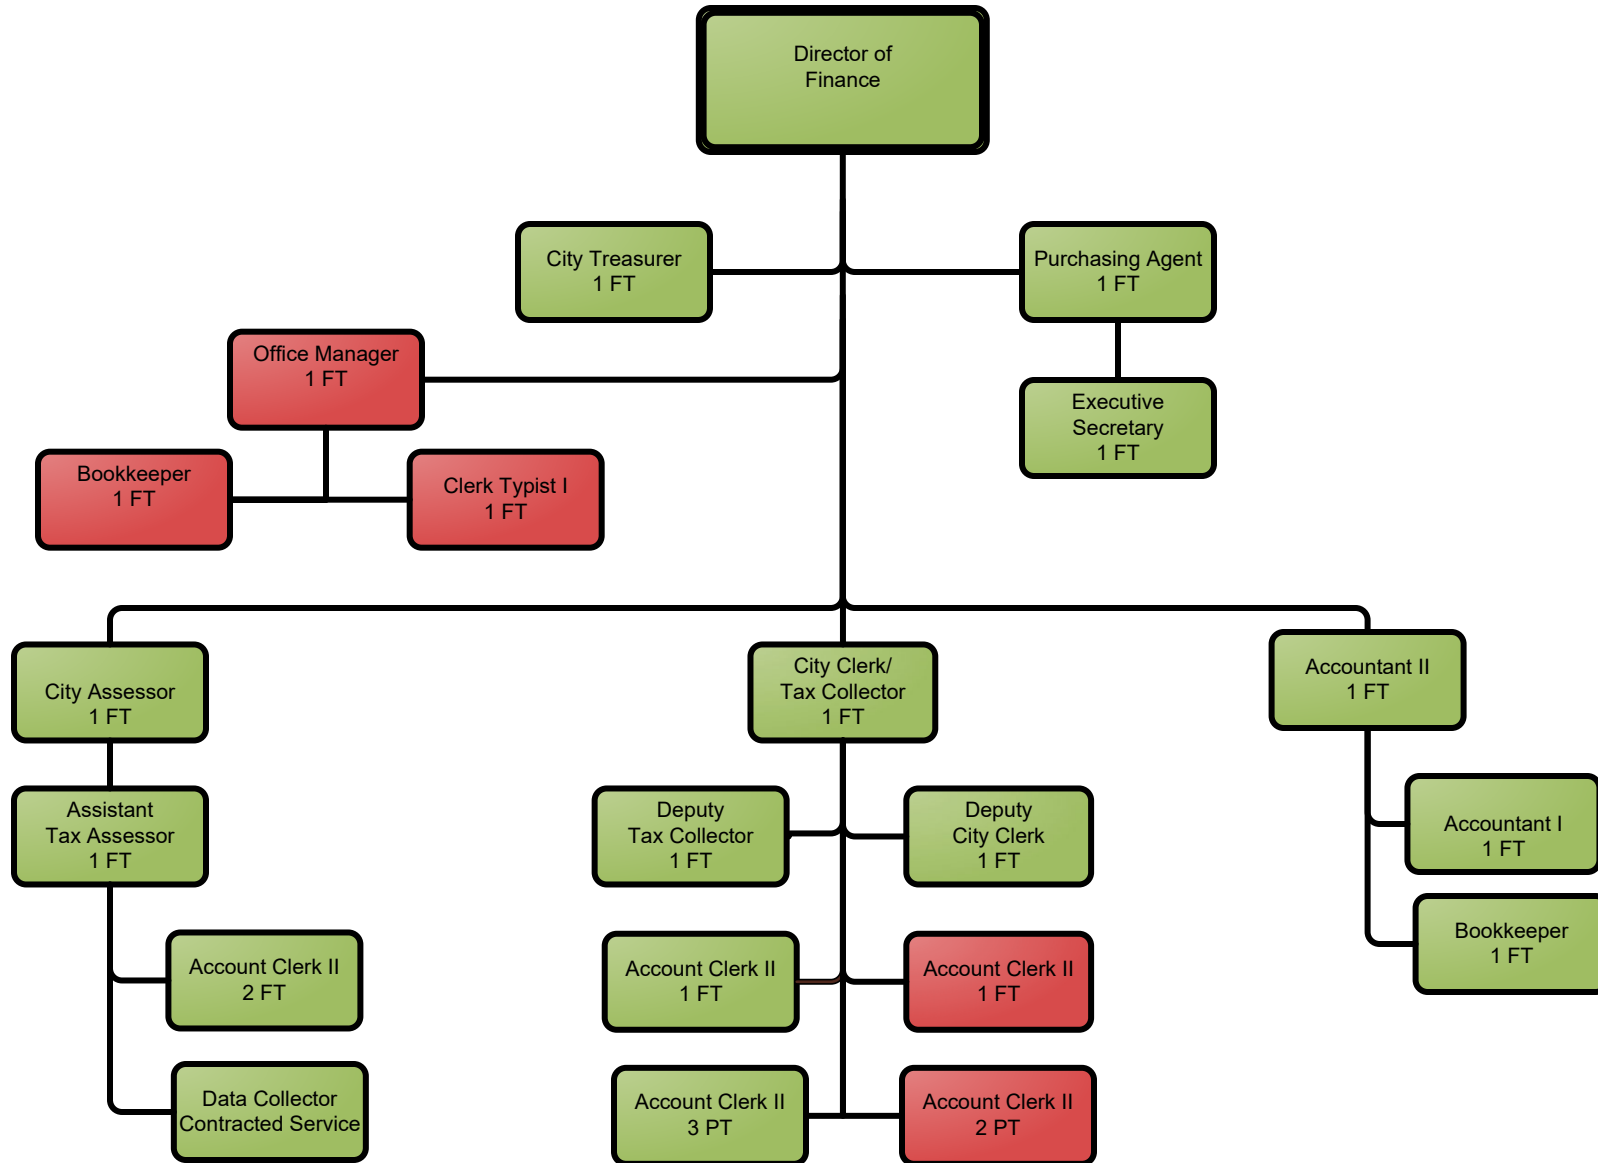 Director of
Finance
City Treasurer
1 FT
Purchasing Agent
1 FT
Office Manager
1 FT
Executive
Secretary
1 FT
Bookkeeper
1 FT
Clerk Typist I
1 FT
City Assessor
1 FT
City Clerk/
Tax Collector
1 FT
Accountant II
1 FT
Assistant
Tax Assessor
1 FT
Deputy
Tax Collector
1 FT
Deputy
City Clerk
1 FT
Accountant I
1 FT
Account Clerk II
2 FT
Account Clerk II
1 FT
Account Clerk II
1 FT
Bookkeeper
1 FT
Data Collector
Contracted Service
Account Clerk II
3 PT
Account Clerk II
2 PT